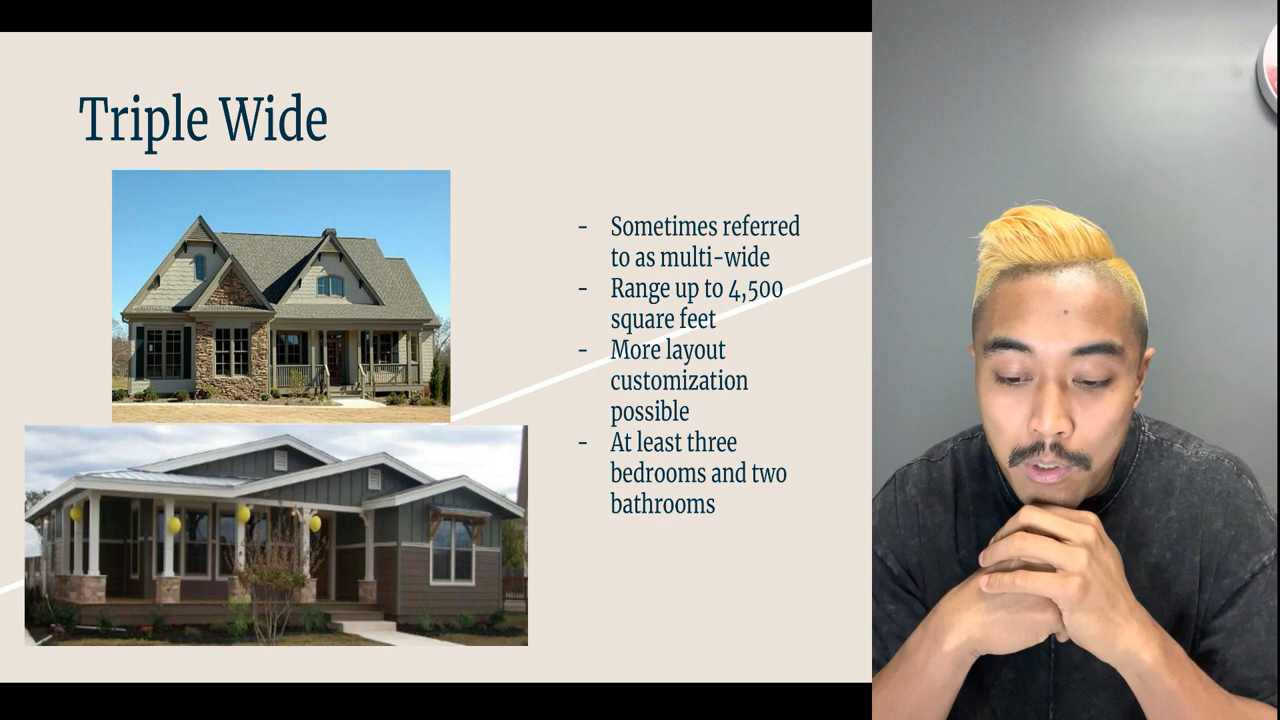 Triple Wide
- Sometimes referred
to as multi-wide
- Range up to 4,500
square feet
- More layout
customization
possible
- At least three
bedrooms and two
bathrooms